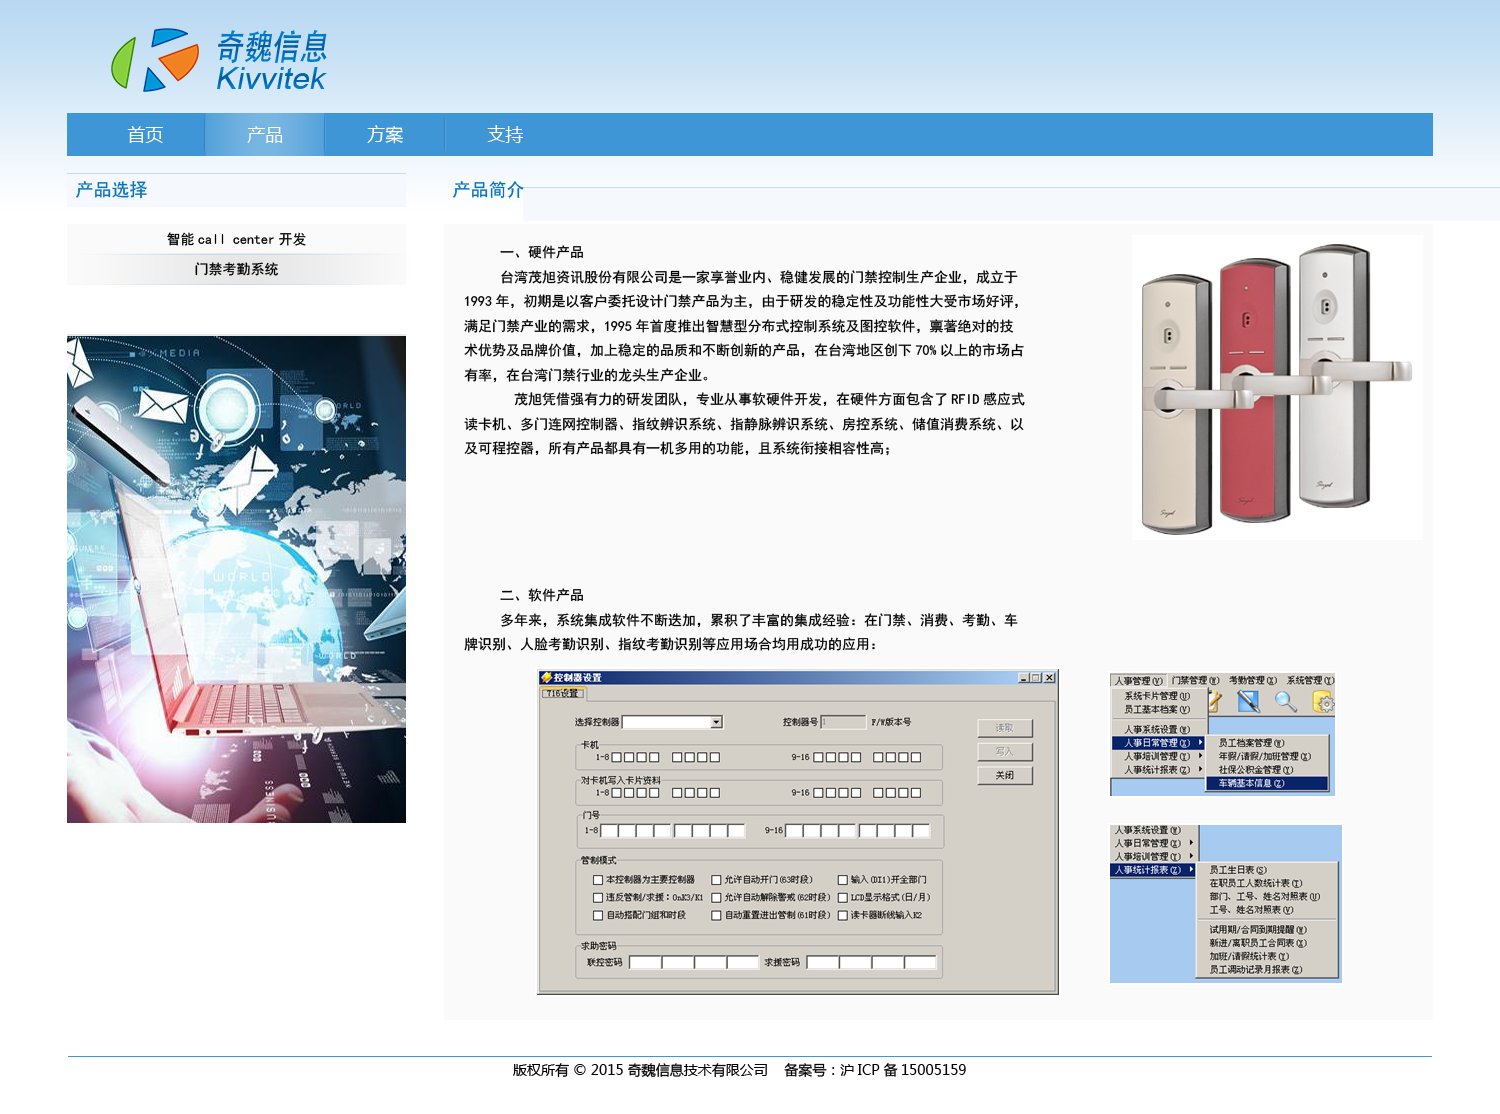 奇魏信息
Kivvitek
首页 产品 方案 支持
产品选择
产品简介
智能 call center 开发
门禁考勤系统
一、硬件产品
台湾茂旭资讯股份有限公司是一家享誉业内、稳健发展的门禁控制生产企业，成立于
1993 年，初期是以客户委托设计门禁产品为主，由于研发的稳定性及功能性大受市场好评，
满足门禁产业的需求，1995 年首度推出智慧型分布式控制系统及图控软件，禀著绝对的技
术优势及品牌价值，加上稳定的品质和不断创新的产品，在台湾地区创下 70% 以上的市场占
有率，在台湾门禁行业的龙头生产企业。
茂旭凭借强有力的研发团队，专业从事软硬件开发，在硬件方面包含了 RFID 感应式
读卡机、多门连网控制器、指纹辨识系统、指静脉辨识系统、房控系统、储值消费系统、以
及可程控器，所有产品都具有一机多用的功能，且系统衔接相容性高；
二、软件产品
多年来，系统集成软件不断迭加，累积了丰富的集成经验：在门禁、消费、考勤、车
牌识别、人脸考勤识别、指纹考勤识别等应用场合均用成功的应用：
MEDIA
WORLD
WORLD
WORLD
BUSINESS
控制器设置
716设置
选择控制器 控制器号 1 F/W版本号
读取
写入
关闭
卡机
1-8 9-16
对卡机写入卡片资料
1-8 9-16
门号
1-8 9-16
管制模式
本控制器为主要控制器 允许自动开门(63时段) 输入(DI1)开全部门
违反管制/求援：OnK3/K1 允许自动解除警戒(62时段) LCD显示格式(日/月)
自动搭配门组和时段 自动重置进出管制(61时段) 读卡器断线输入K2
求助密码
联控密码 求援密码
人事管理(V) 门禁管理(W) 考勤管理(X) 系统管理(Y)
系统卡片管理(U)
员工基本档案(V)
人事系统设置(W)
人事日常管理(X)
人事培训管理(Y)
人事统计报表(Z)
员工档案管理(W)
年假/请假/加班管理(X)
社保公积金管理(Y)
车辆基本信息(Z)
人事系统设置(W)
人事日常管理(X)
人事培训管理(Y)
人事统计报表(Z)
员工生日表(S)
在职员工人数统计表(T)
部门、工号、姓名对照表(U)
工号、姓名对照表(V)
试用期/合同到期提醒(W)
新进/离职员工合同表(X)
加班/请假统计表(Y)
员工调动记录月报表(Z)
版权所有 © 2015 奇魏信息技术有限公司 备案号：沪 ICP 备 15005159